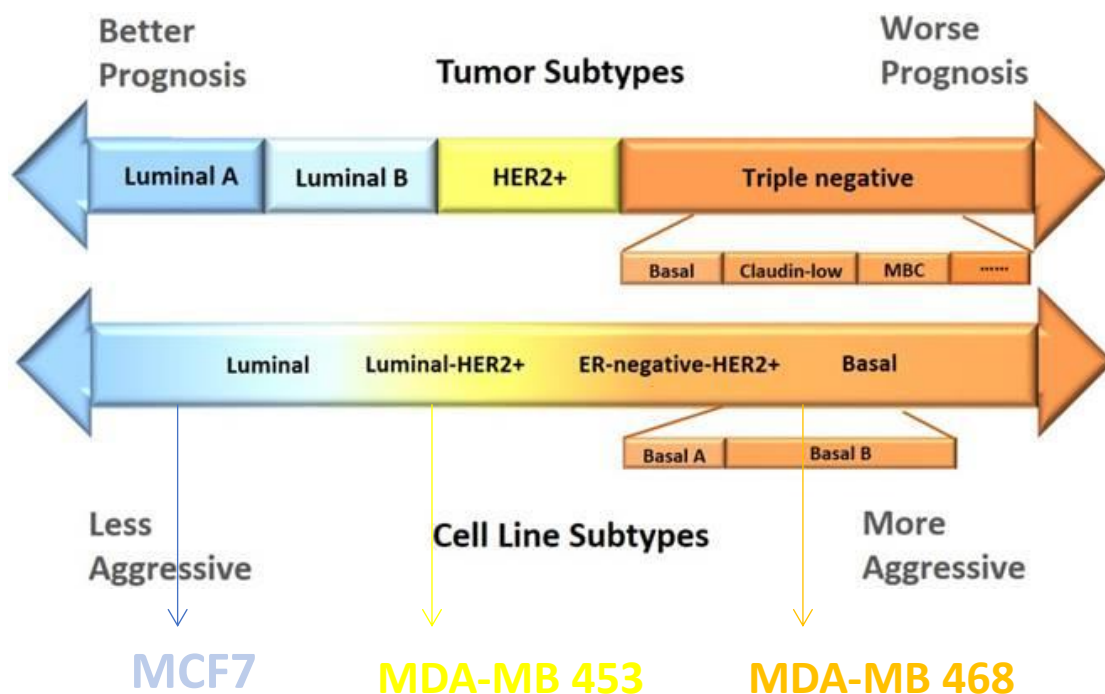 Better
Prognosis
Worse
Prognosis
Tumor Subtypes
Luminal A
Luminal B
HER2+
Triple negative
Basal
Claudin-low
MBC
......
Luminal
Luminal-HER2+
ER-negative-HER2+
Basal
Basal A
Basal B
Less
Aggressive
Cell Line Subtypes
More
Aggressive
MCF7
MDA-MB 453
MDA-MB 468